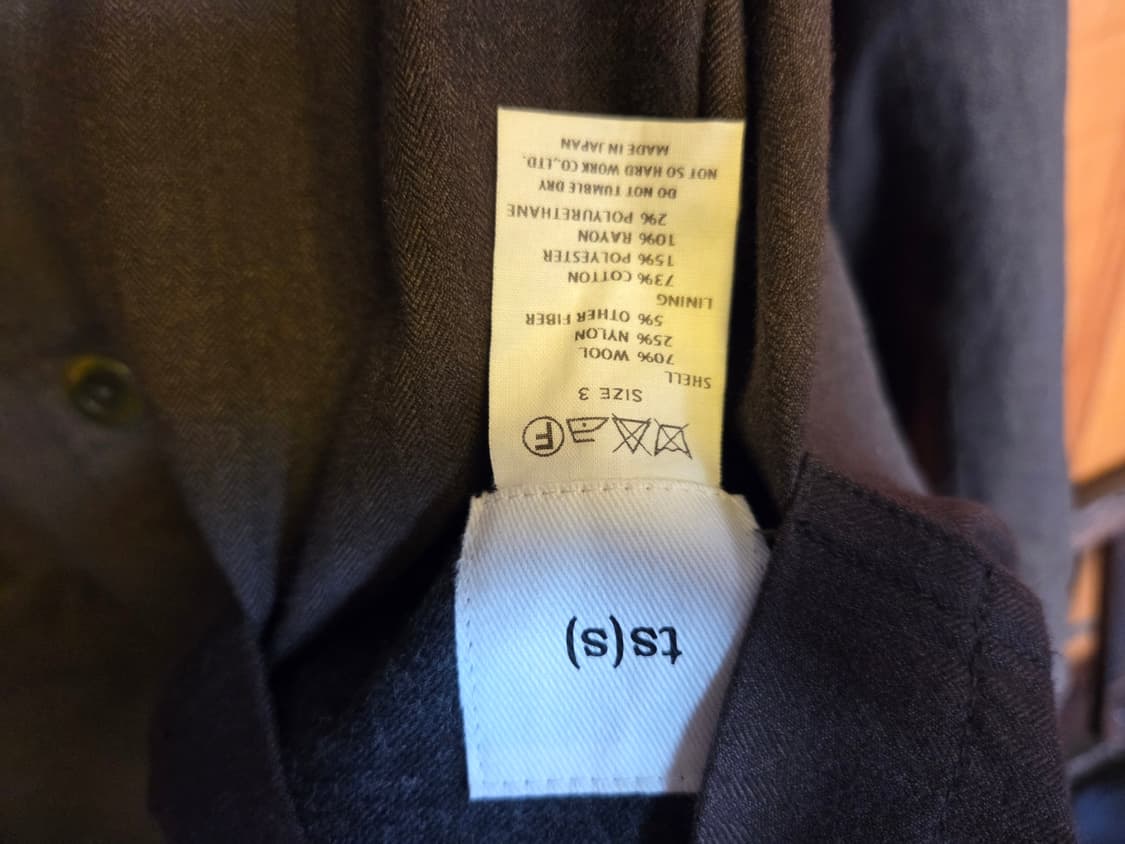 ts(s)
F
SIZE 3
SHELL
70% WOOL
25% NYLON
5% OTHER FIBER
LINING
73% COTTON
15% POLYESTER
10% RAYON
2% POLYURETHANE
DO NOT TUMBLE DRY
NOT SO HARD WORK CO.,LTD.
MADE IN JAPAN